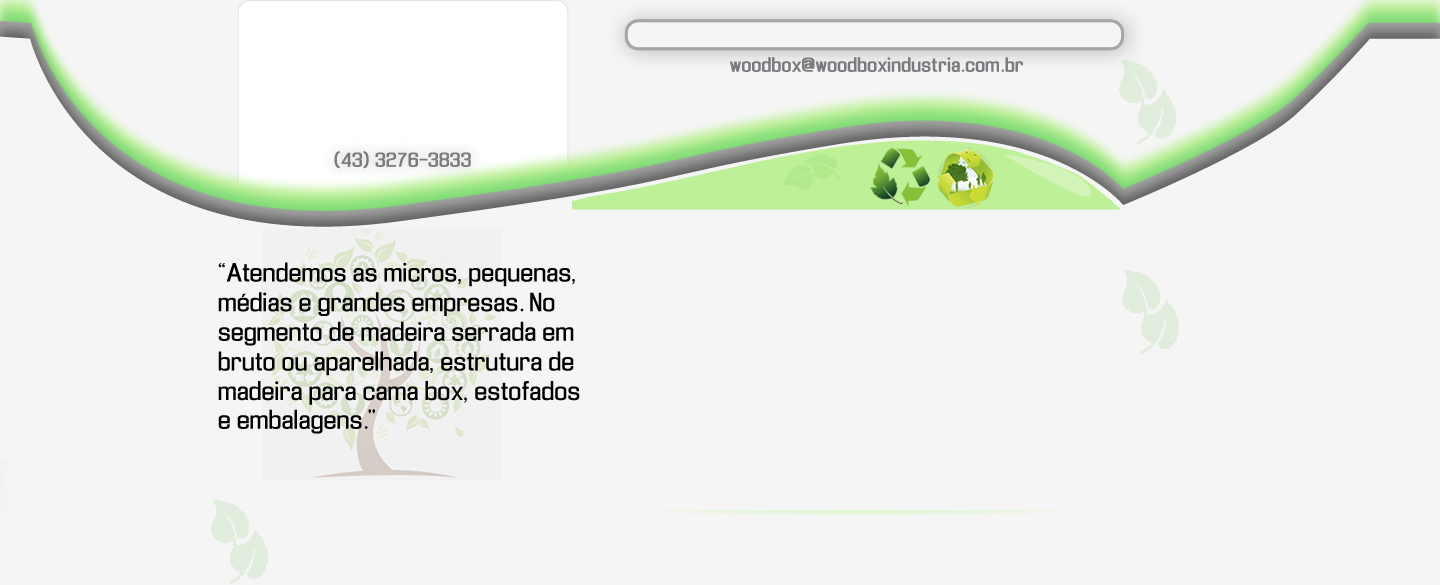 woodbox@woodboxindustria.com.br
(43) 3276-3833
“Atendemos as micros, pequenas,
médias e grandes empresas. No
segmento de madeira serrada em
bruto ou aparelhada, estrutura de
madeira para cama box, estofados
e embalagens.”